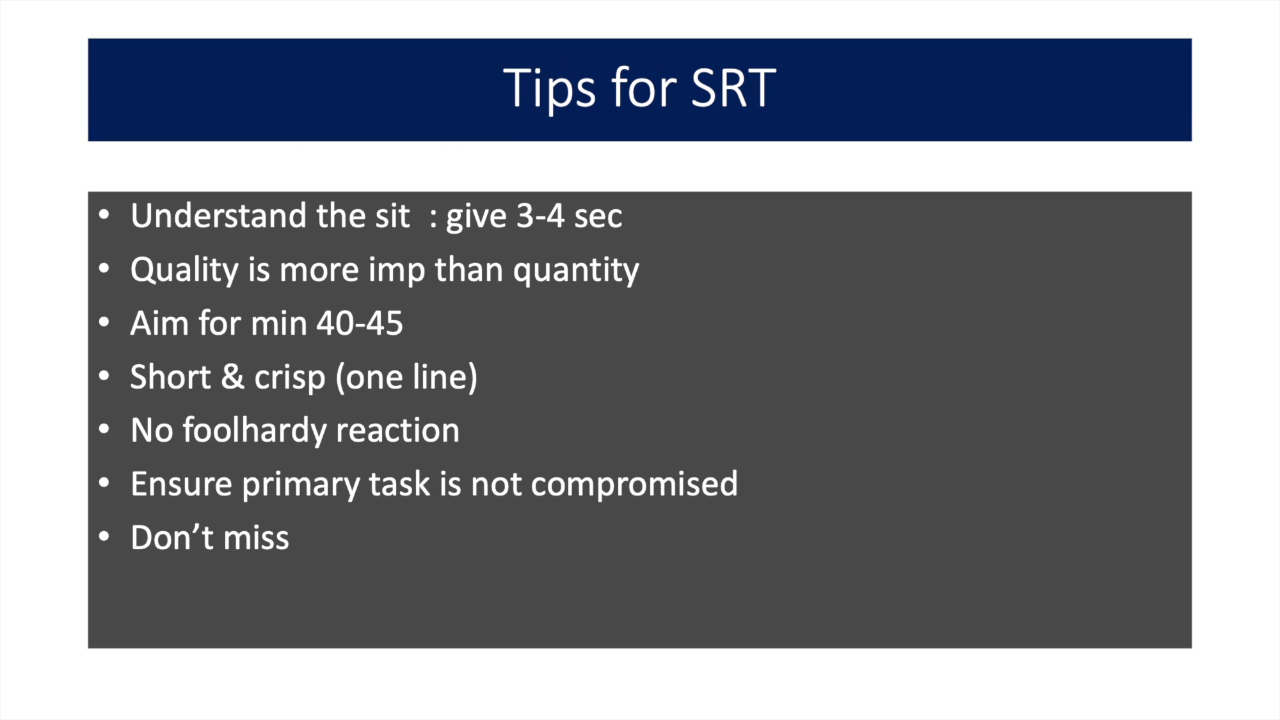 Tips for SRT
• Understand the sit  : give 3-4 sec
• Quality is more imp than quantity
• Aim for min 40-45
• Short & crisp (one line)
• No foolhardy reaction
• Ensure primary task is not compromised
• Don’t miss